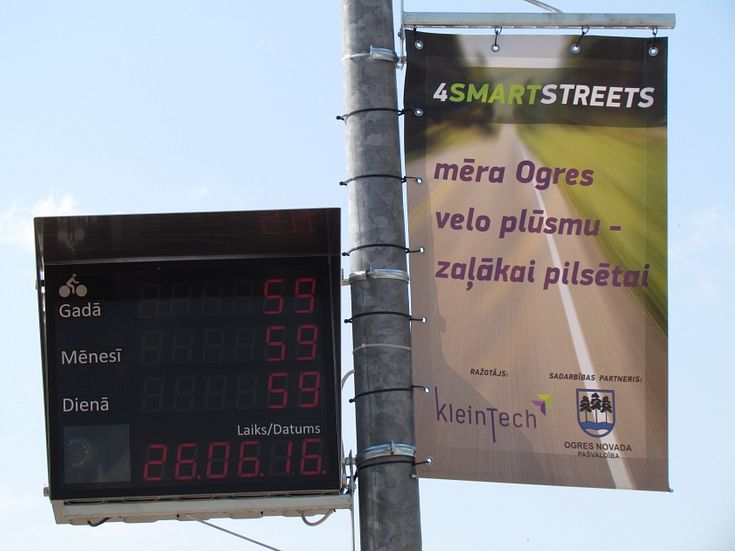 Gadā 59
Mēnesī 59
Dienā 59
Laiks/Datums
26.06.16.
4SMARTSTREETS
mēra Ogres
velo plūsmu -
zaļākai pilsētai
RAŽOTĀJS:
kleinTech
SADARBĪBAS PARTNERIS:
OGRES NOVADA
PAŠVALDĪBA